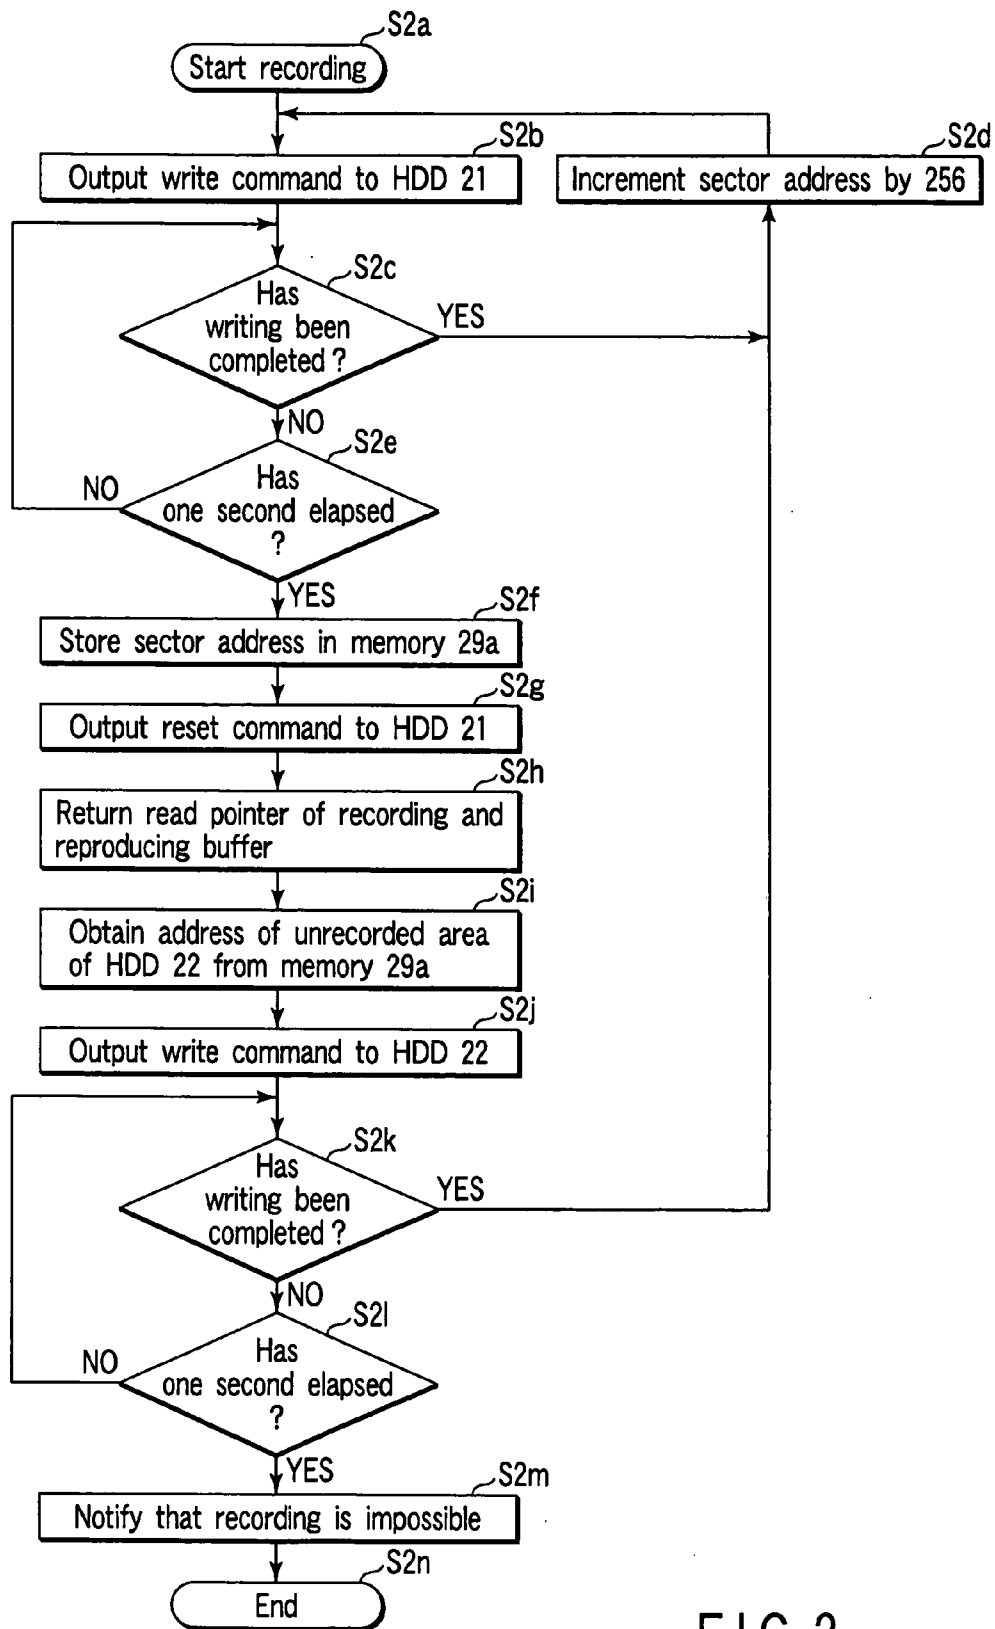 S2a
Start recording
S2b
Output write command to HDD 21
S2d
Increment sector address by 256
S2c
Has
writing been
completed ?
YES
NO
S2e
Has
one second elapsed
?
NO
YES
S2f
Store sector address in memory 29a
S2g
Output reset command to HDD 21
S2h
Return read pointer of recording and
reproducing buffer
S2i
Obtain address of unrecorded area
of HDD 22 from memory 29a
S2j
Output write command to HDD 22
S2k
Has
writing been
completed ?
YES
NO
S2l
Has
one second elapsed
?
NO
YES
S2m
Notify that recording is impossible
S2n
End